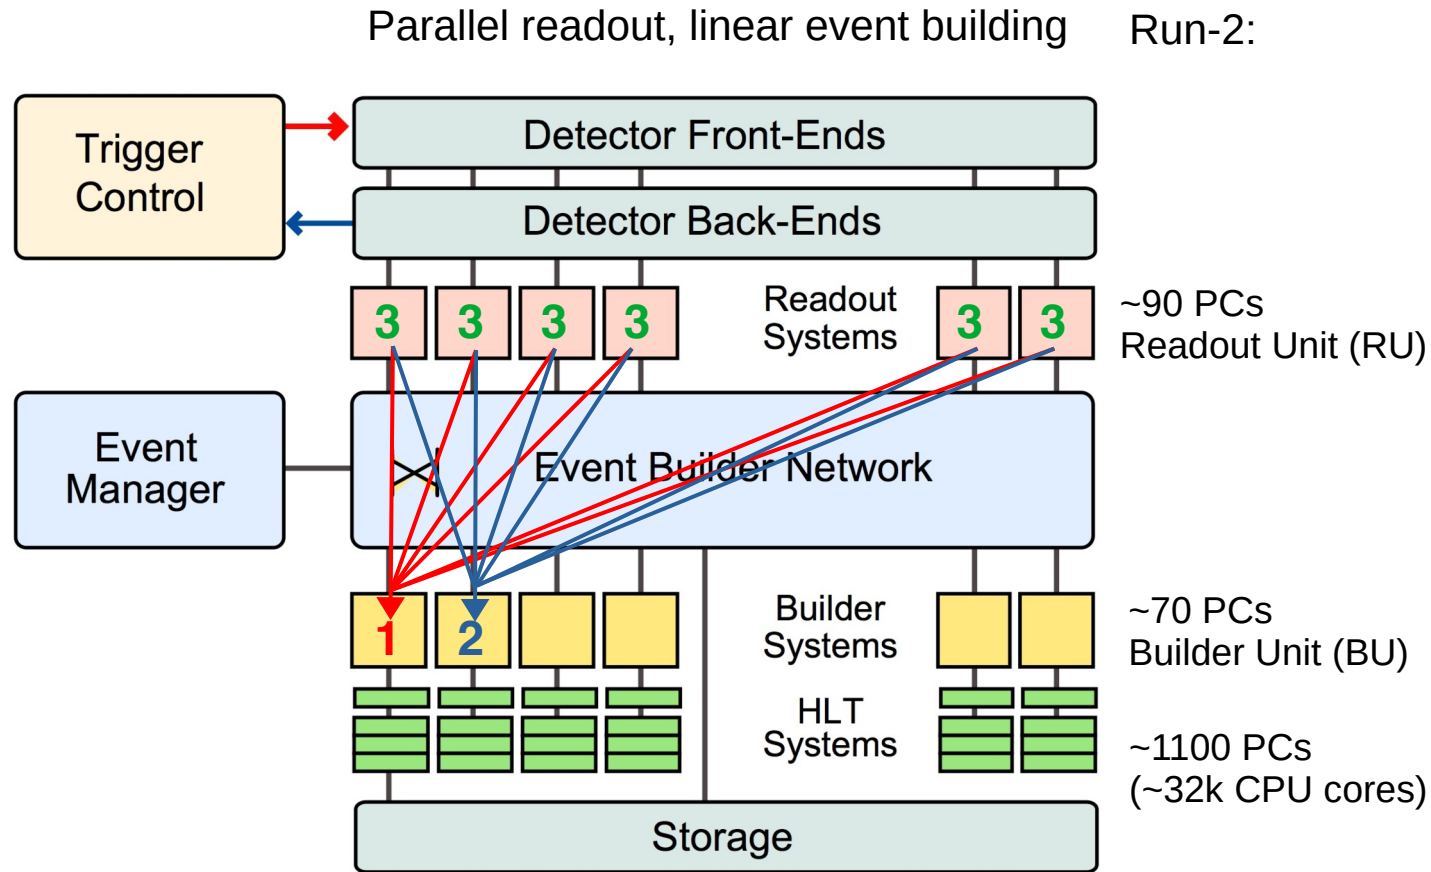 Parallel readout, linear event building
Run-2:
Trigger
Control
Detector Front-Ends
Detector Back-Ends
3 3 3 3
Readout
Systems
3 3
~90 PCs
Readout Unit (RU)
Event
Manager
Event Builder Network
1 2
Builder
Systems
~70 PCs
Builder Unit (BU)
HLT
Systems
~1100 PCs
(~32k CPU cores)
Storage